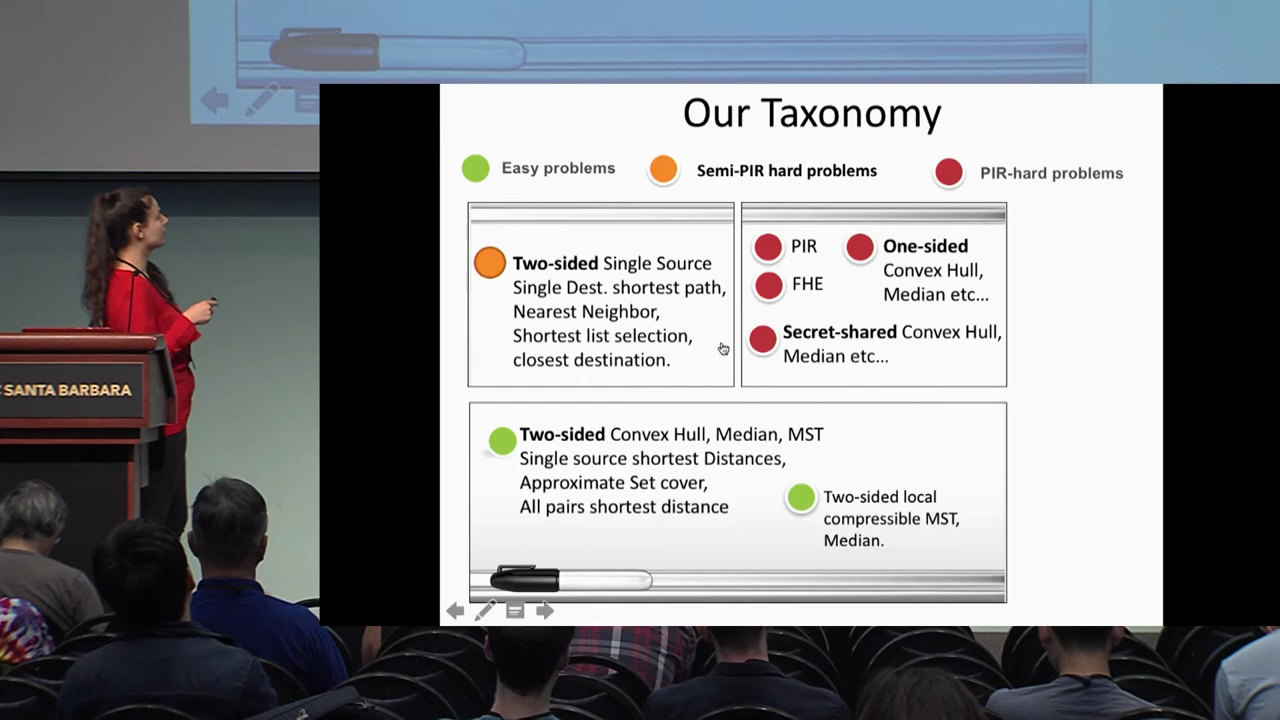 Our Taxonomy
Easy problems
Semi-PIR hard problems
PIR-hard problems
Two-sided Single Source
Single Dest. shortest path,
Nearest Neighbor,
Shortest list selection,
closest destination.
PIR
FHE
One-sided
Convex Hull,
Median etc...
Secret-shared Convex Hull,
Median etc...
Two-sided Convex Hull, Median, MST
Single source shortest Distances,
Approximate Set cover,
All pairs shortest distance
Two-sided local
compressible MST,
Median.
SANTA BARBARA